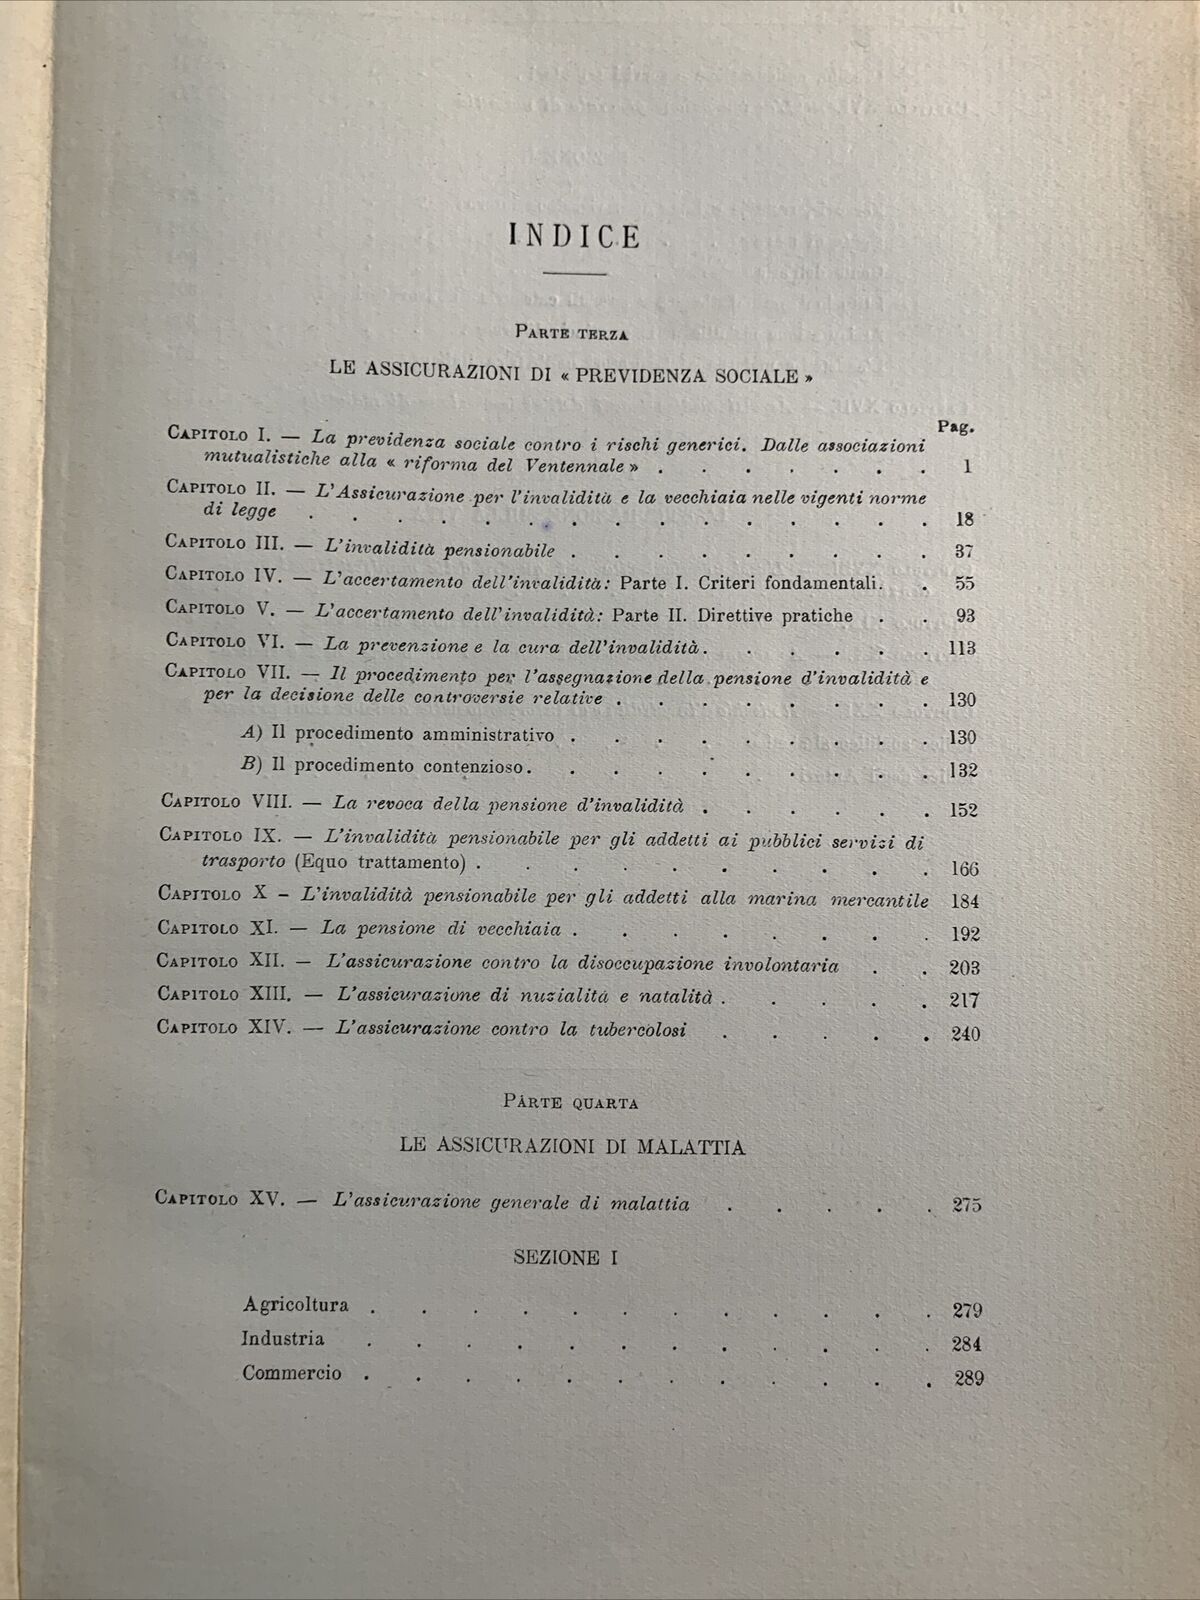 INDICE
PARTE TERZA
LE ASSICURAZIONI DI « PREVIDENZA SOCIALE »
Pag.
CAPITOLO I. — La previdenza sociale contro i rischi generici. Dalle associazioni
mutualistiche alla « riforma del Ventennale » . . . . . . . 1
CAPITOLO II. — L'Assicurazione per l'invalidità e la vecchiaia nelle vigenti norme
di legge . . . . . . . . . . . . . . . 18
CAPITOLO III. — L'invalidità pensionabile . . . . . . . . . 37
CAPITOLO IV. — L'accertamento dell'invalidità: Parte I. Criteri fondamentali. . 55
CAPITOLO V. — L'accertamento dell'invalidità: Parte II. Direttive pratiche . . 93
CAPITOLO VI. — La prevenzione e la cura dell'invalidità. . . . . . 113
CAPITOLO VII. — Il procedimento per l'assegnazione della pensione d'invalidità e
per la decisione delle controversie relative . . . . . . . . 130
A) Il procedimento amministrativo . . . . . . . . . 130
B) Il procedimento contenzioso. . . . . . . . . . 132
CAPITOLO VIII. — La revoca della pensione d'invalidità . . . . . . 152
CAPITOLO IX. — L'invalidità pensionabile per gli addetti ai pubblici servizi di
trasporto (Equo trattamento) . . . . . . . . . . 166
CAPITOLO X – L'invalidità pensionabile per gli addetti alla marina mercantile 184
CAPITOLO XI. — La pensione di vecchiaia . . . . . . . . 192
CAPITOLO XII. — L'assicurazione contro la disoccupazione involontaria . . 203
CAPITOLO XIII. — L'assicurazione di nuzialità e natalità . . . . . 217
CAPITOLO XIV. — L'assicurazione contro la tubercolosi . . . . . 240
PARTE QUARTA
LE ASSICURAZIONI DI MALATTIA
CAPITOLO XV. — L'assicurazione generale di malattia . . . . . 275
SEZIONE I
Agricoltura . . . . . . . . . . . . 279
Industria . . . . . . . . . . . . 284
Commercio . . . . . . . . . . . . 289